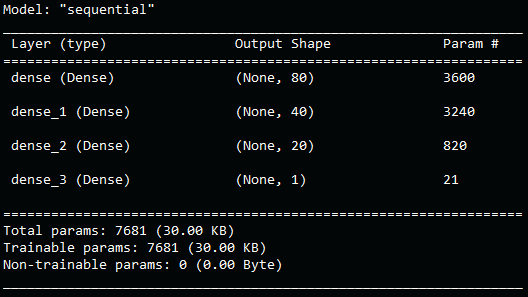 Model: "sequential"
_________________________________________________________________
Layer (type) Output Shape Param #
=================================================================
dense (Dense) (None, 80) 3600
dense_1 (Dense) (None, 40) 3240
dense_2 (Dense) (None, 20) 820
dense_3 (Dense) (None, 1) 21
=================================================================
Total params: 7681 (30.00 KB)
Trainable params: 7681 (30.00 KB)
Non-trainable params: 0 (0.00 Byte)
_________________________________________________________________